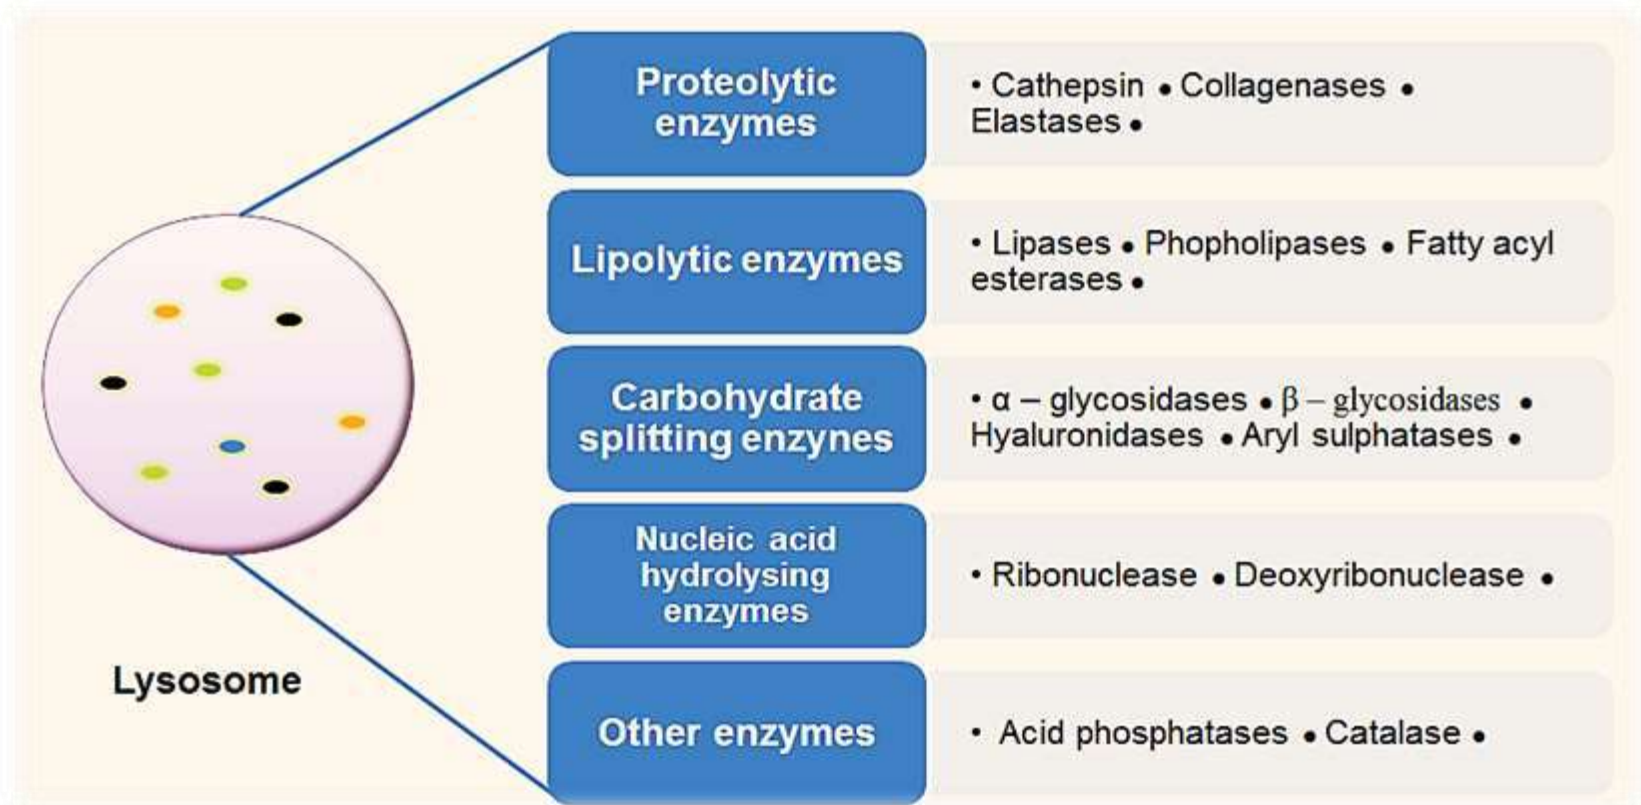 Proteolytic
enzymes
• Cathepsin • Collagenases •
Elastases •
Lipolytic enzymes
• Lipases • Phopholipases • Fatty acyl
esterases •
Carbohydrate
splitting enzynes
• α – glycosidases • β – glycosidases •
Hyaluronidases • Aryl sulphatases •
Nucleic acid
hydrolysing
enzymes
• Ribonuclease • Deoxyribonuclease •
Lysosome
Other enzymes
• Acid phosphatases • Catalase •